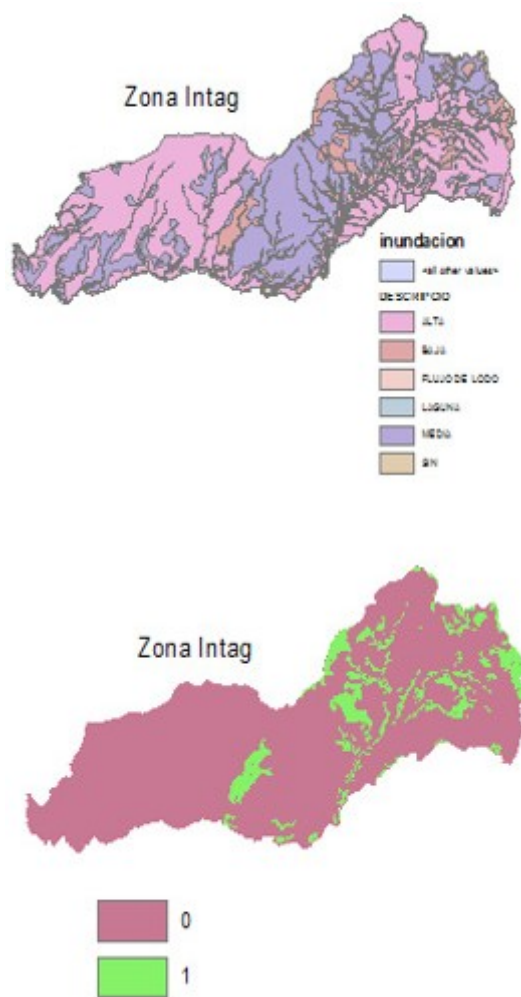 Zona Intag
inundacion
<all other values>
DESCRIPCIO
ALTA
BAJA
FLUJO DE LODO
LAGUNA
MEDIA
SIN
Zona Intag
0
1